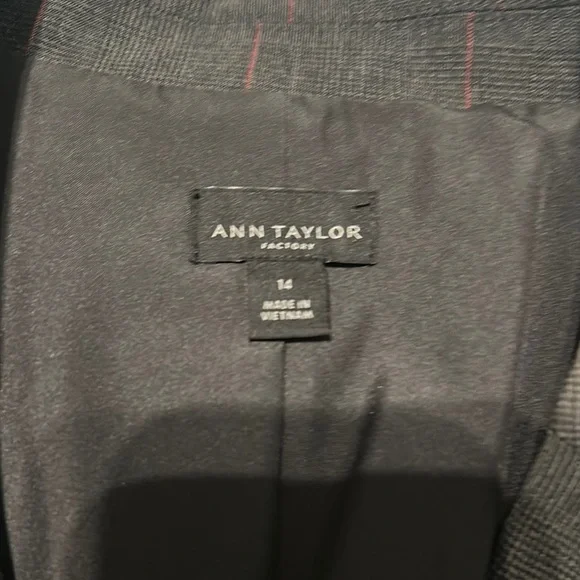 ANN TAYLOR
FACTORY
14
MADE IN
VIETNAM